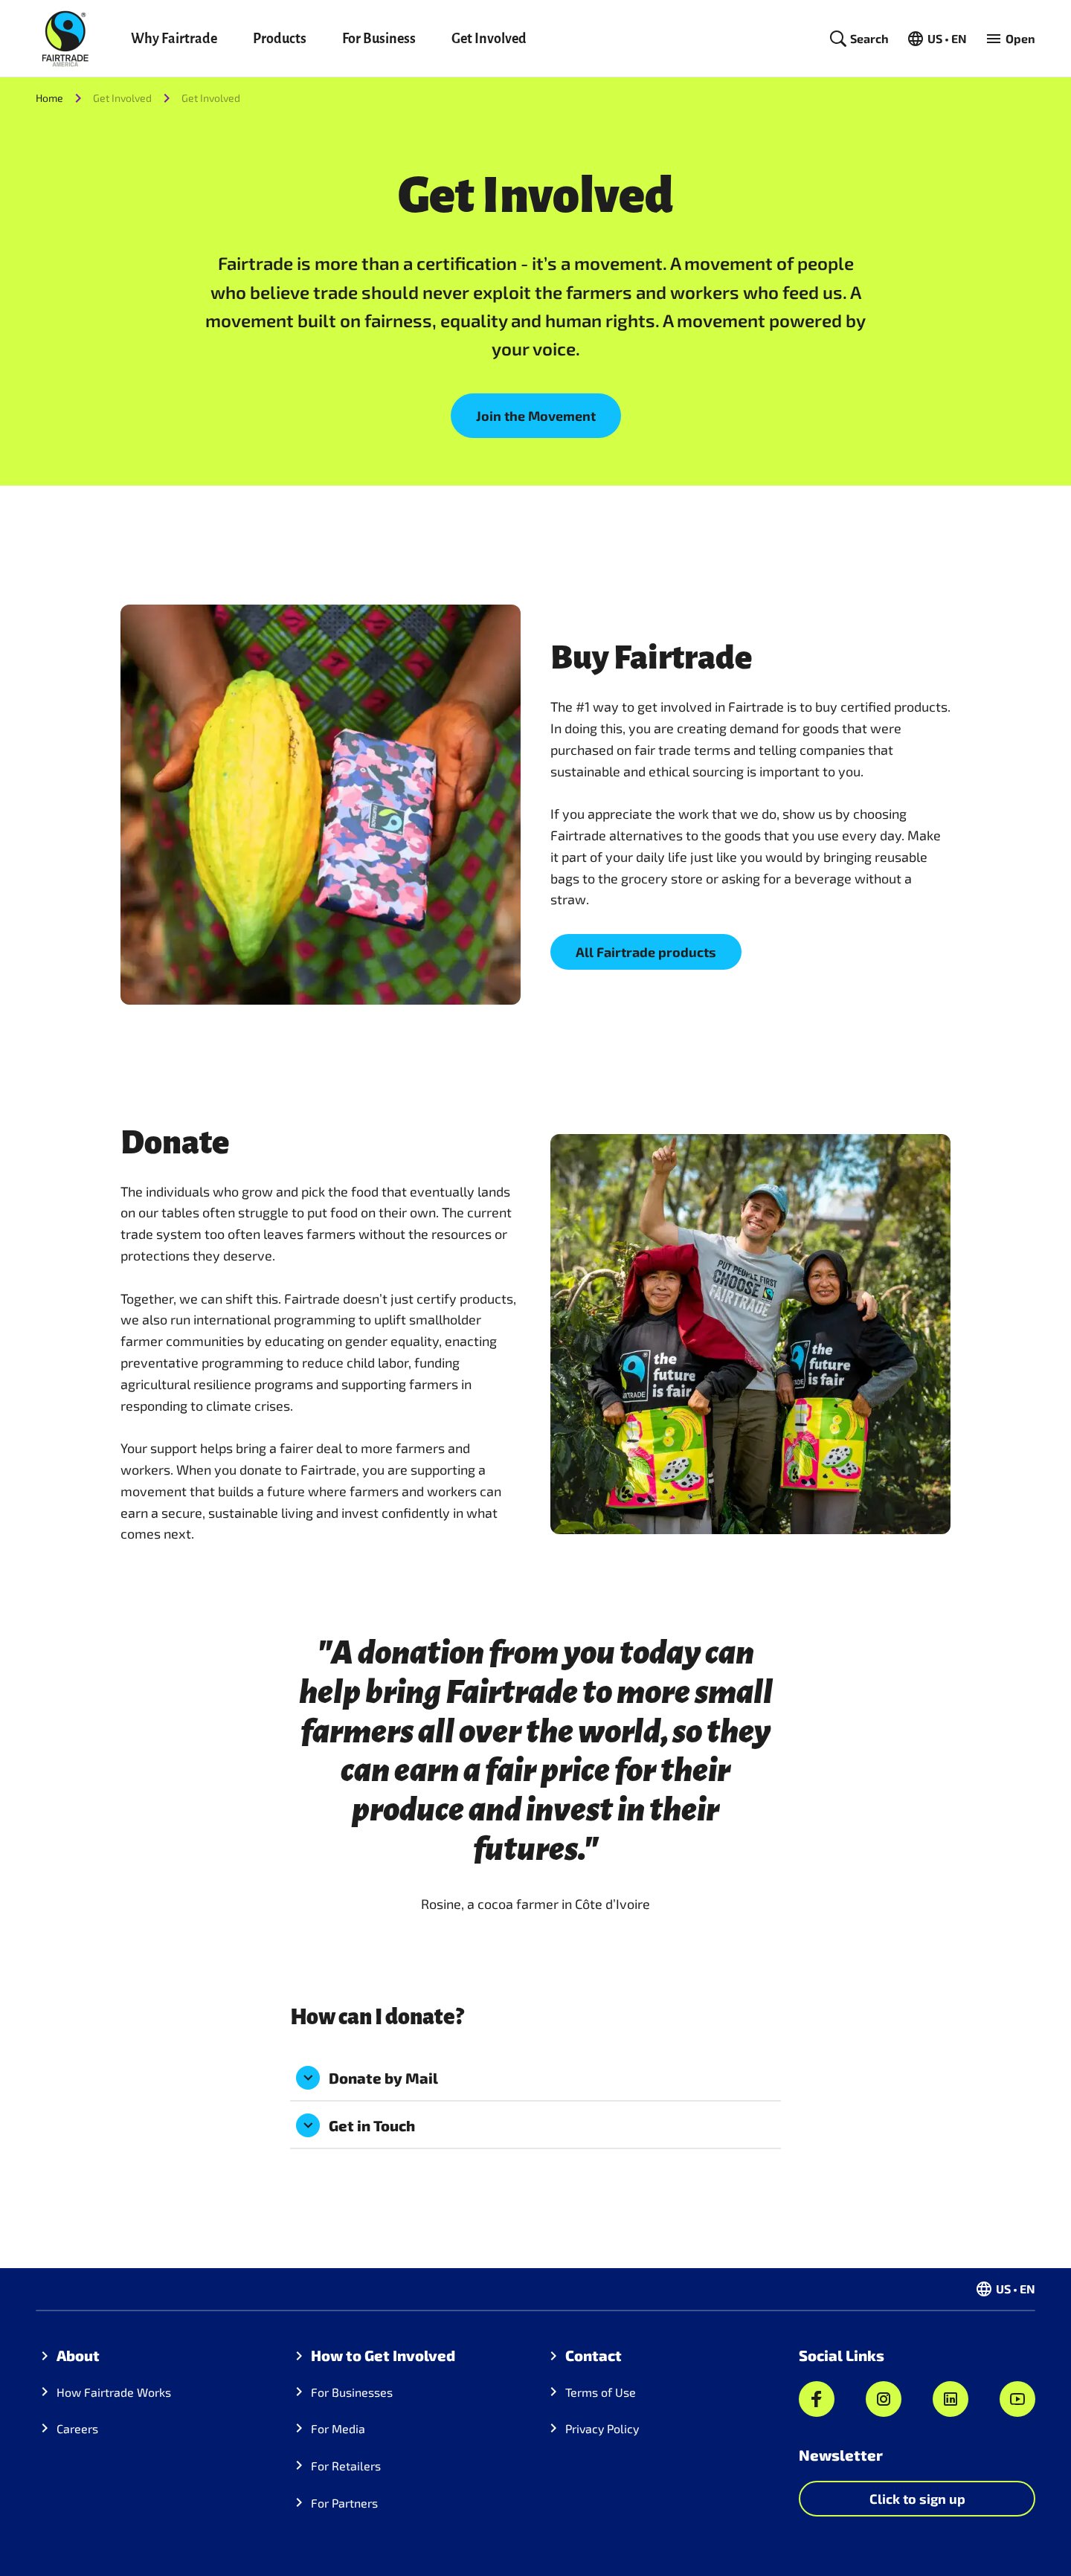 FAIRTRADE
AMERICA
Why Fairtrade
Products
For Business
Get Involved
Search
US • EN
Open
Home
Get Involved
Get Involved
Get Involved
Fairtrade is more than a certification - it’s a movement. A movement of people
who believe trade should never exploit the farmers and workers who feed us. A
movement built on fairness, equality and human rights. A movement powered by
your voice.
Join the Movement
Buy Fairtrade
The #1 way to get involved in Fairtrade is to buy certified products.
In doing this, you are creating demand for goods that were
purchased on fair trade terms and telling companies that
sustainable and ethical sourcing is important to you.
If you appreciate the work that we do, show us by choosing
Fairtrade alternatives to the goods that you use every day. Make
it part of your daily life just like you would by bringing reusable
bags to the grocery store or asking for a beverage without a
straw.
All Fairtrade products
Donate
The individuals who grow and pick the food that eventually lands
on our tables often struggle to put food on their own. The current
trade system too often leaves farmers without the resources or
protections they deserve.
Together, we can shift this. Fairtrade doesn’t just certify products,
we also run international programming to uplift smallholder
farmer communities by educating on gender equality, enacting
preventative programming to reduce child labor, funding
agricultural resilience programs and supporting farmers in
responding to climate crises.
Your support helps bring a fairer deal to more farmers and
workers. When you donate to Fairtrade, you are supporting a
movement that builds a future where farmers and workers can
earn a secure, sustainable living and invest confidently in what
comes next.
PUT PEOPLE FIRST
CHOOSE
FAIRTRADE
the
future
is fair
the
future
is fair
"A donation from you today can
help bring Fairtrade to more small
farmers all over the world, so they
can earn a fair price for their
produce and invest in their
futures."
Rosine, a cocoa farmer in Côte d’Ivoire
How can I donate?
Donate by Mail
Get in Touch
US • EN
About
How Fairtrade Works
Careers
How to Get Involved
For Businesses
For Media
For Retailers
For Partners
Contact
Terms of Use
Privacy Policy
Social Links
Newsletter
Click to sign up